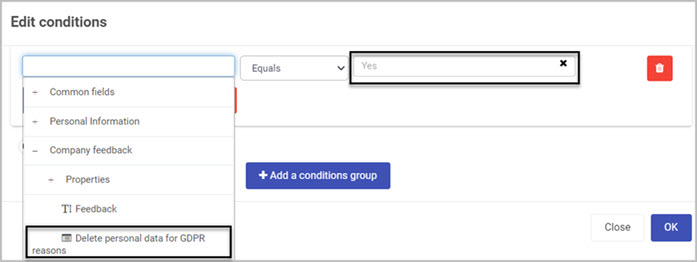 Edit conditions
Equals
Yes
+ Common fields
+ Personal Information
− Company feedback
+ Properties
Feedback
Delete personal data for GDPR
reasons
+ Add a conditions group
Close
OK